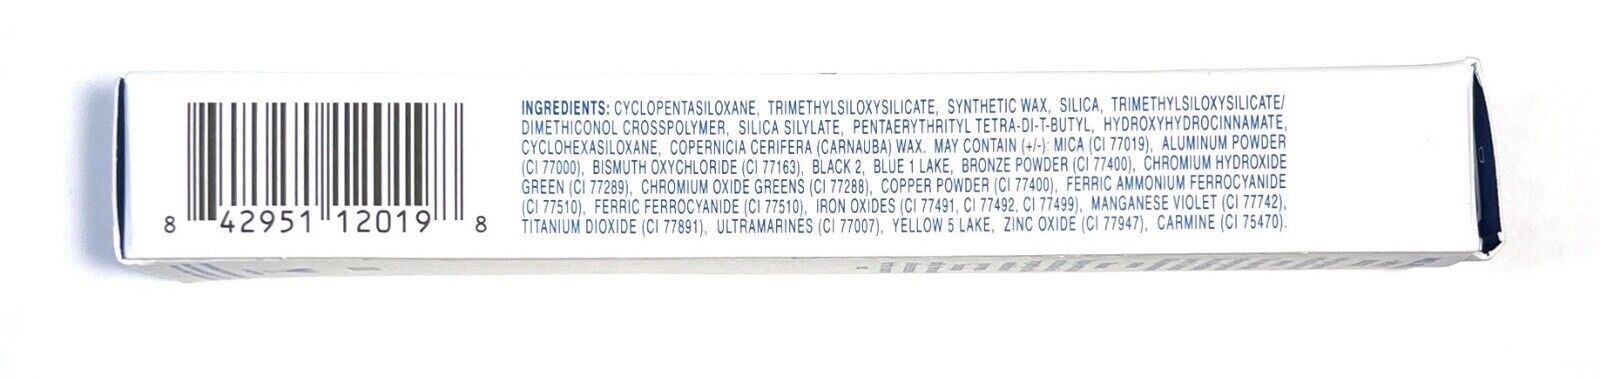 INGREDIENTS: CYCLOPENTASILOXANE, TRIMETHYLSILOXYSILICATE, SYNTHETIC WAX, SILICA, TRIMETHYLSILOXYSILICATE/
DIMETHICONOL CROSSPOLYMER, SILICA SILYLATE, PENTAERYTHRITYL TETRA-DI-T-BUTYL, HYDROXYHYDROCINNAMATE,
CYCLOHEXASILOXANE, COPERNICIA CERIFERA (CARNAUBA) WAX. MAY CONTAIN (+/-): MICA (CI 77019), ALUMINUM POWDER
(CI 77000), BISMUTH OXYCHLORIDE (CI 77163), BLACK 2, BLUE 1 LAKE, BRONZE POWDER (CI 77400), CHROMIUM HYDROXIDE
GREEN (CI 77289), CHROMIUM OXIDE GREENS (CI 77288), COPPER POWDER (CI 77400), FERRIC AMMONIUM FERROCYANIDE
(CI 77510), FERRIC FERROCYANIDE (CI 77510), IRON OXIDES (CI 77491, CI 77492, CI 77499), MANGANESE VIOLET (CI 77742),
TITANIUM DIOXIDE (CI 77891), ULTRAMARINES (CI 77007), YELLOW 5 LAKE, ZINC OXIDE (CI 77947), CARMINE (CI 75470).
8 42951 12019 8